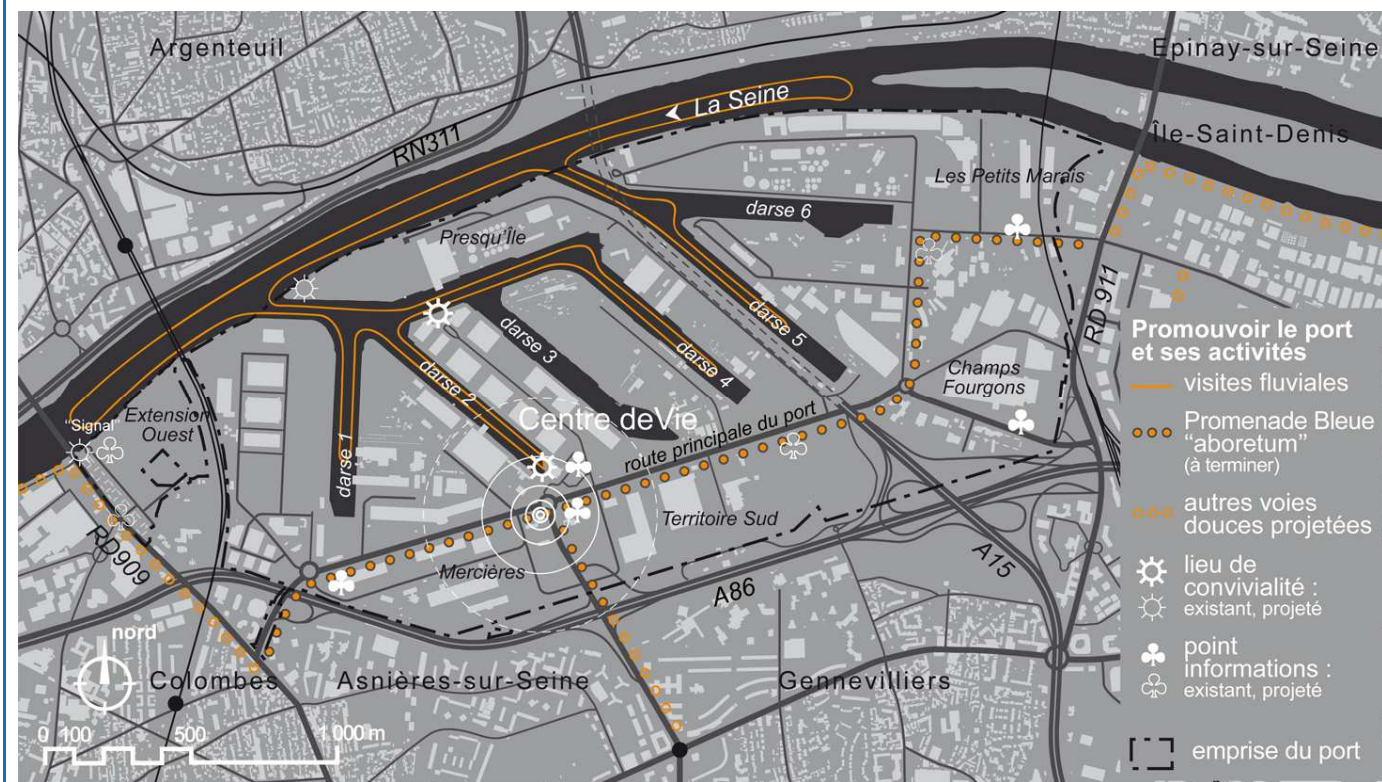 Argenteuil
Epinay-sur-Seine
La Seine
RN311
Île-Saint-Denis
Les Petits Marais
darse 6
Presqu'Île
darse 5
RD 911
darse 3
darse 4
darse 2
Champs
Fourgons
Centre deVie
"Signal"
Extension
Ouest
route principale du port
darse 1
Territoire Sud
RD909
Mercières
A86
A15
nord
Colombes
Asnières-sur-Seine
Gennevilliers
0 100 500 1 000 m
Promouvoir le port
et ses activités
visites fluviales
Promenade Bleue
"aboretum"
(à terminer)
autres voies
douces projetées
lieu de
convivialité :
existant, projeté
point
informations :
existant, projeté
emprise du port